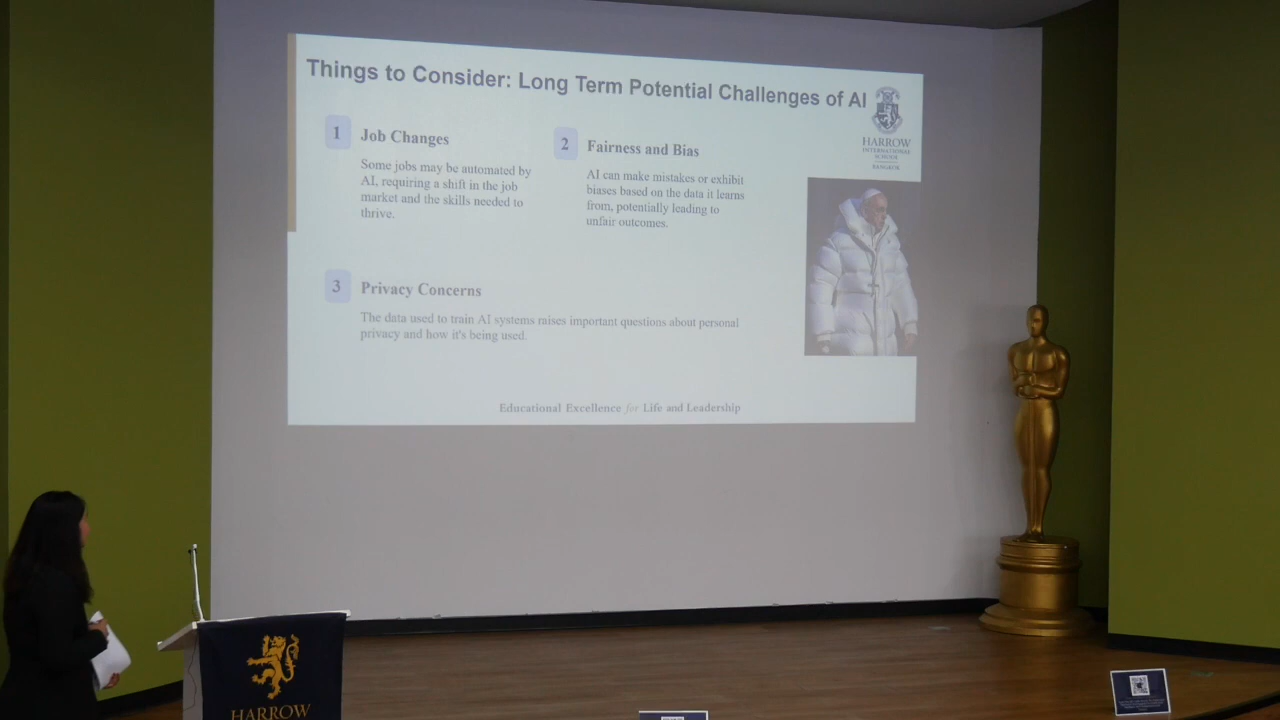 Things to Consider: Long Term Potential Challenges of AI
HARROW
INTERNATIONAL
SCHOOL
BANGKOK
1
Job Changes
Some jobs may be automated by
AI, requiring a shift in the job
market and the skills needed to
thrive.
2
Fairness and Bias
AI can make mistakes or exhibit
biases based on the data it learns
from, potentially leading to
unfair outcomes.
3
Privacy Concerns
The data used to train AI systems raises important questions about personal
privacy and how it's being used.
Educational Excellence for Life and Leadership
HARROW